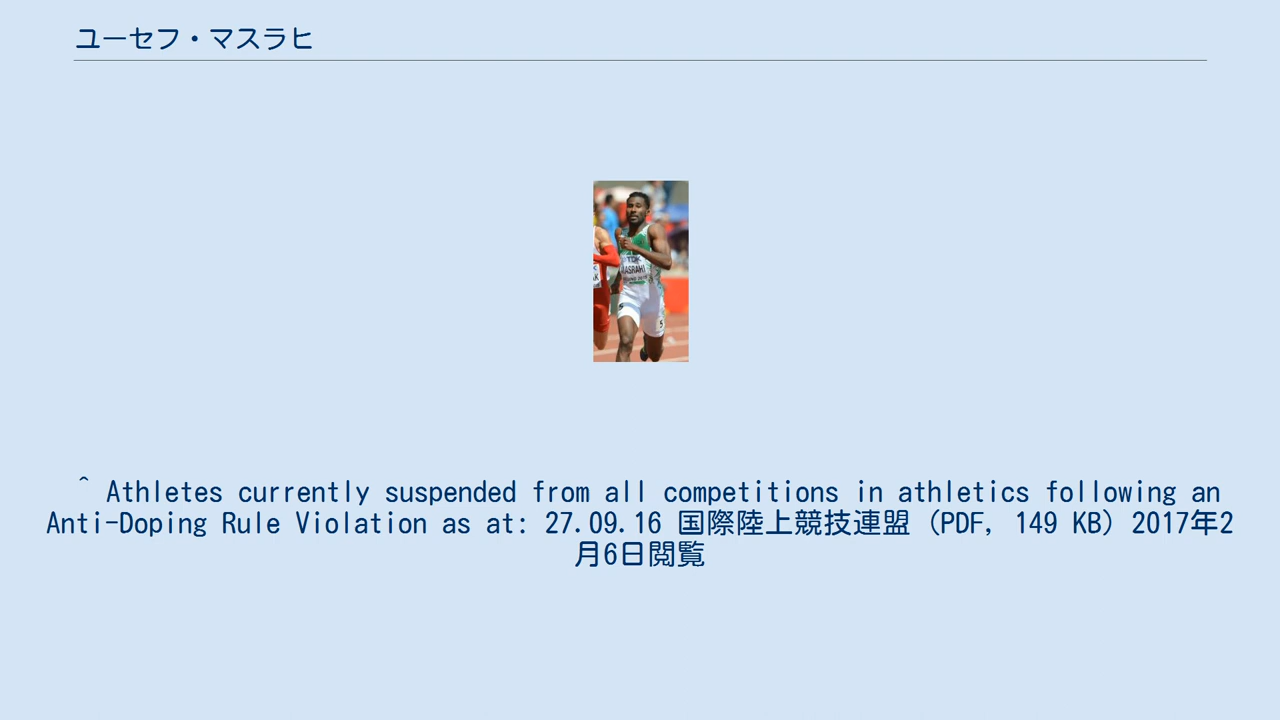 ユーセフ・マスラヒ
^ Athletes currently suspended from all competitions in athletics following an
Anti-Doping Rule Violation as at: 27.09.16 国際陸上競技連盟 (PDF, 149 KB) 2017年2
月6日閲覧